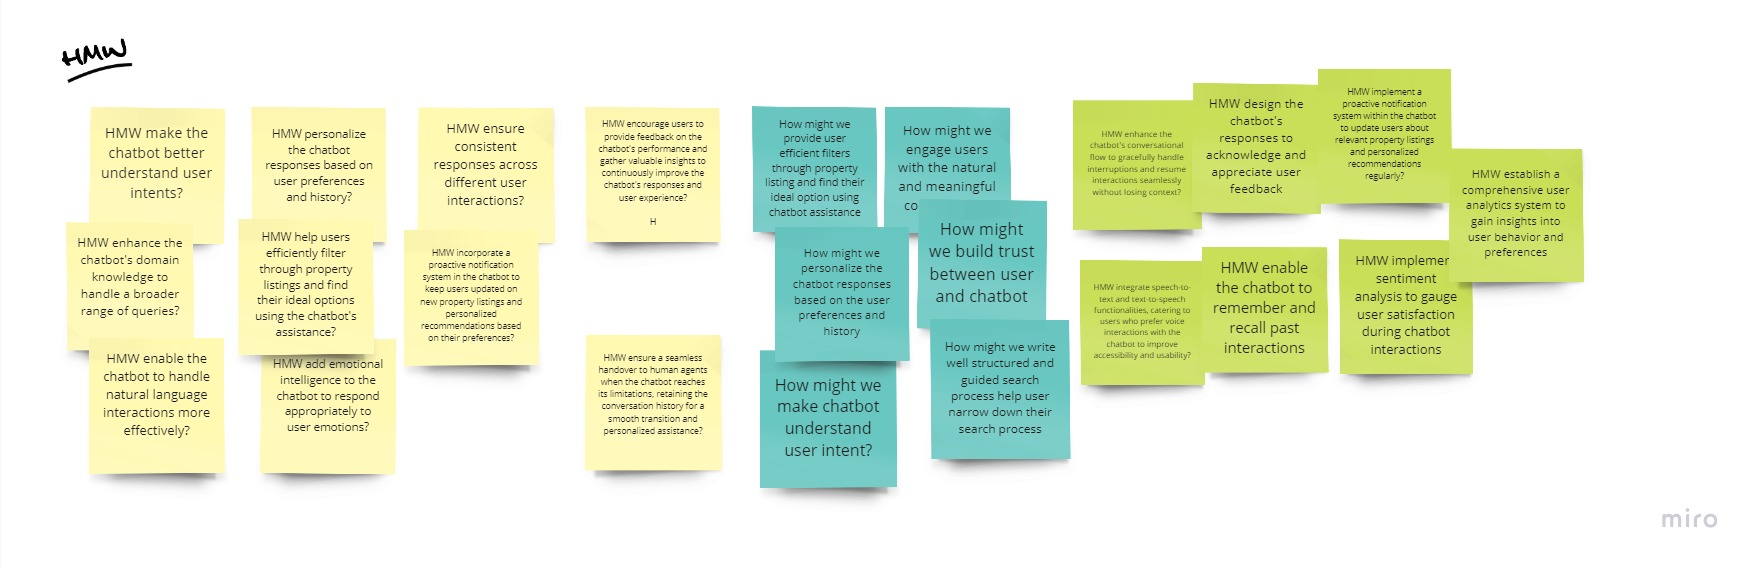 HMW
HMW make the
chatbot better
understand user
intents?
HMW enhance the
chatbot's domain
knowledge to
handle a broader
range of queries?
HMW enable the
chatbot to handle
natural language
interactions more
effectively?
HMW personalize
the chatbot
responses based on
user preferences
and history?
HMW help users
efficiently filter
through property
listings and find
their ideal options
using the chatbot's
assistance?
HMW add emotional
intelligence to the
chatbot to respond
appropriately to
user emotions?
HMW ensure
consistent
responses across
different user
interactions?
HMW incorporate a
proactive notification
system in the chatbot to
keep users updated on
new property listings and
personalized
recommendations based
on their preferences?
HMW encourage users to
provide feedback on the
chatbot's performance and
gather valuable insights to
continuously improve the
chatbot's responses and
user experience?
H
HMW ensure a seamless
handover to human agents
when the chatbot reaches
its limitations, retaining the
conversation history for a
smooth transition and
personalized assistance?
How might we
provide user
efficient filters
through property
listing and find their
ideal option using
chatbot assistance
How might we
engage users
with the natural
and meaningful
How might we
personalize the
chatbot responses
based on the user
preferences and
history
How might
we build trust
between user
and chatbot
How might we
make chatbot
understand
user intent?
How might we write
well structured and
guided search
process help user
narrow down their
search process
HMW enhance the
chatbot's conversational
flow to gracefully handle
interruptions and resume
interactions seamlessly
without losing context?
HMW design the
chatbot's
responses to
acknowledge and
appreciate user
feedback
HMW implement a
proactive notification
system within the chatbot
to update users about
relevant property listings
and personalized
recommendations
regularly?
HMW establish a
comprehensive user
analytics system to
gain insights into
user behavior and
preferences
HMW integrate speech-to-
text and text-to-speech
functionalities, catering to
users who prefer voice
interactions with the
chatbot to improve
accessibility and usability?
HMW enable
the chatbot to
remember and
recall past
interactions
HMW implemen
sentiment
analysis to gauge
user satisfaction
during chatbot
interactions
miro